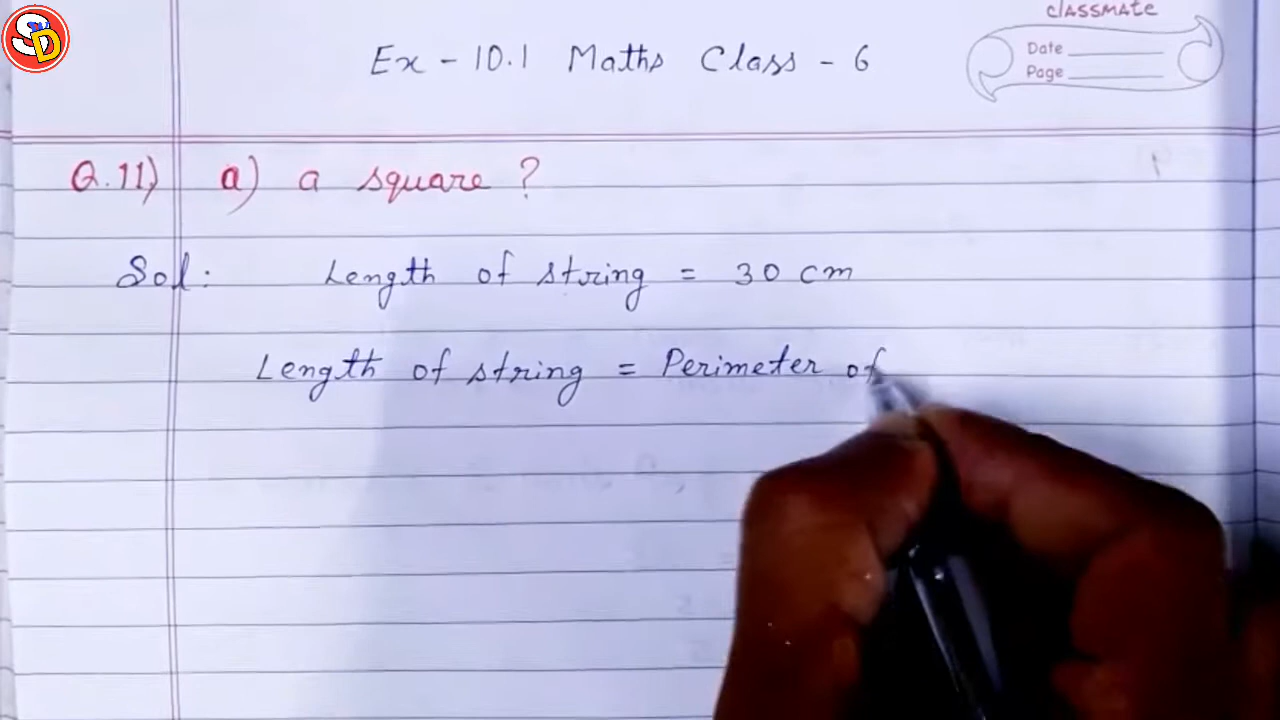 SD
classmate
Date
Page
Ex - 10.1 Maths Class - 6
Q.11) a) a square ?
Sol: Length of string = 30 cm
Length of string = Perimeter of